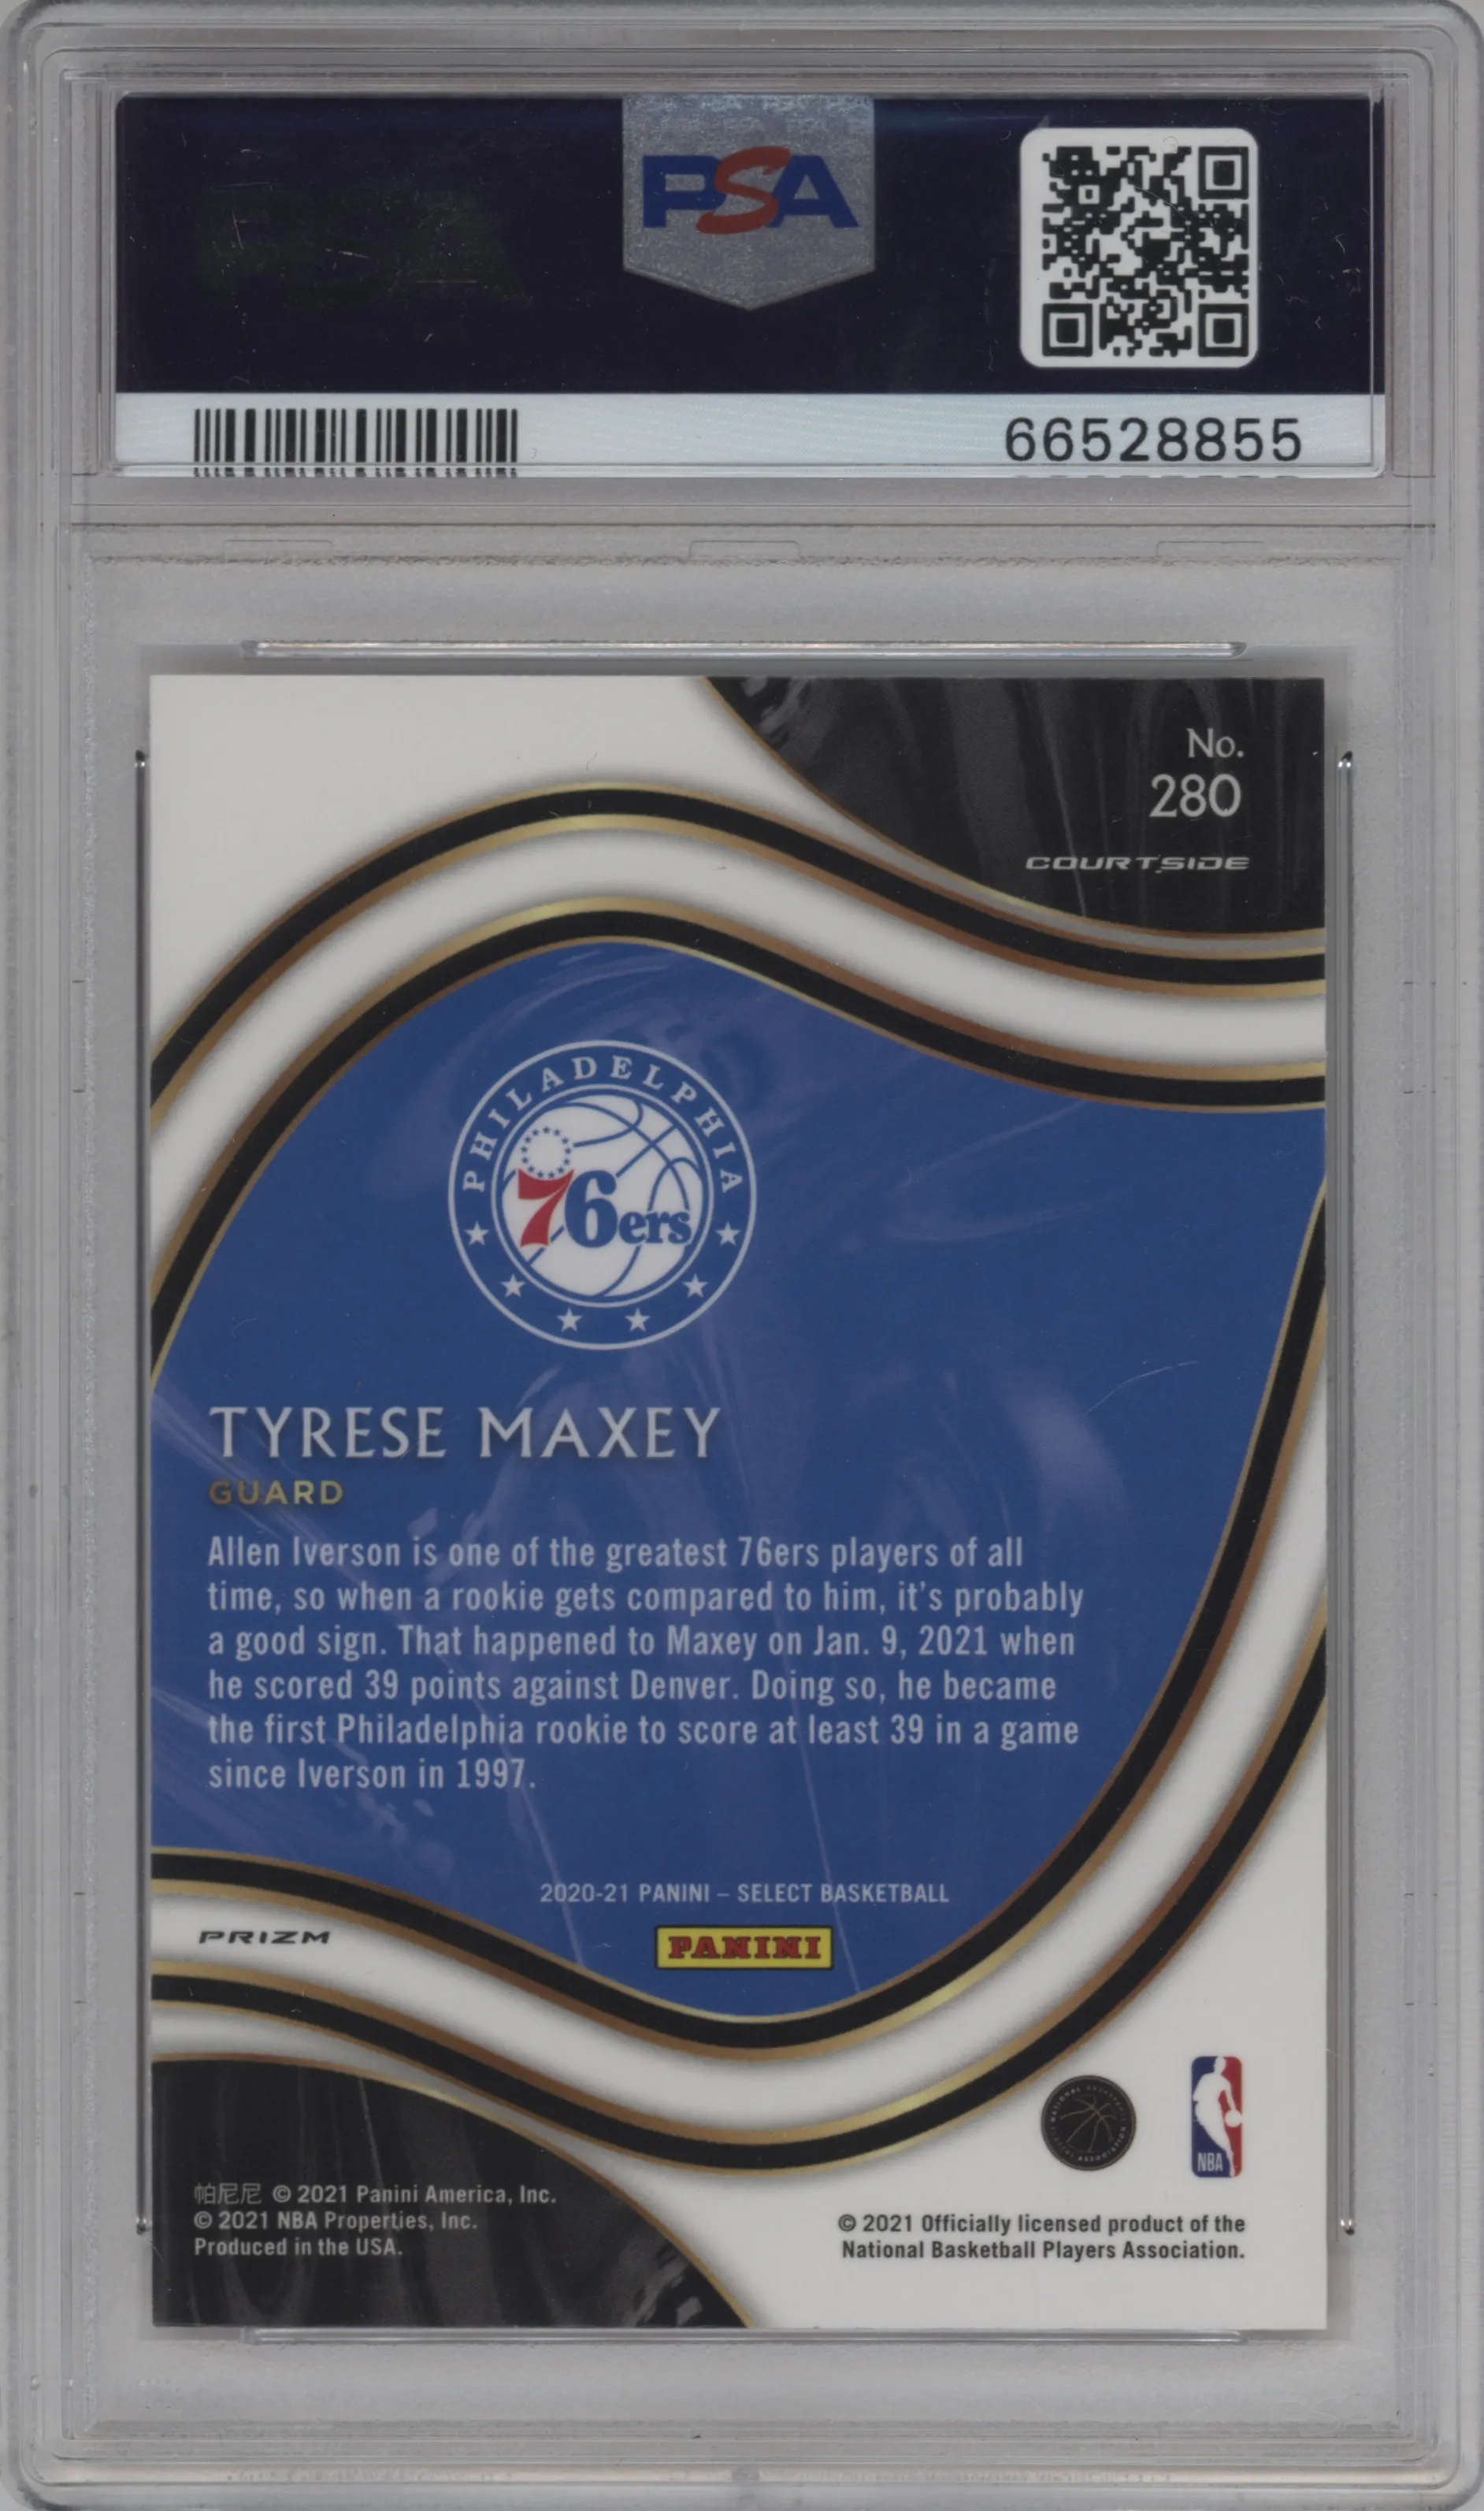 PSA
66528855
No.
280
COURTSIDE
PHILADELPHIA
76ers
TYRESE MAXEY
GUARD
Allen Iverson is one of the greatest 76ers players of all
time, so when a rookie gets compared to him, it's probably
a good sign. That happened to Maxey on Jan. 9, 2021 when
he scored 39 points against Denver. Doing so, he became
the first Philadelphia rookie to score at least 39 in a game
since Iverson in 1997.
2020-21 PANINI – SELECT BASKETBALL
PRIZM
PANINI
NBA
帕尼尼 © 2021 Panini America, Inc.
© 2021 NBA Properties, Inc.
Produced in the USA.
© 2021 Officially licensed product of the
National Basketball Players Association.